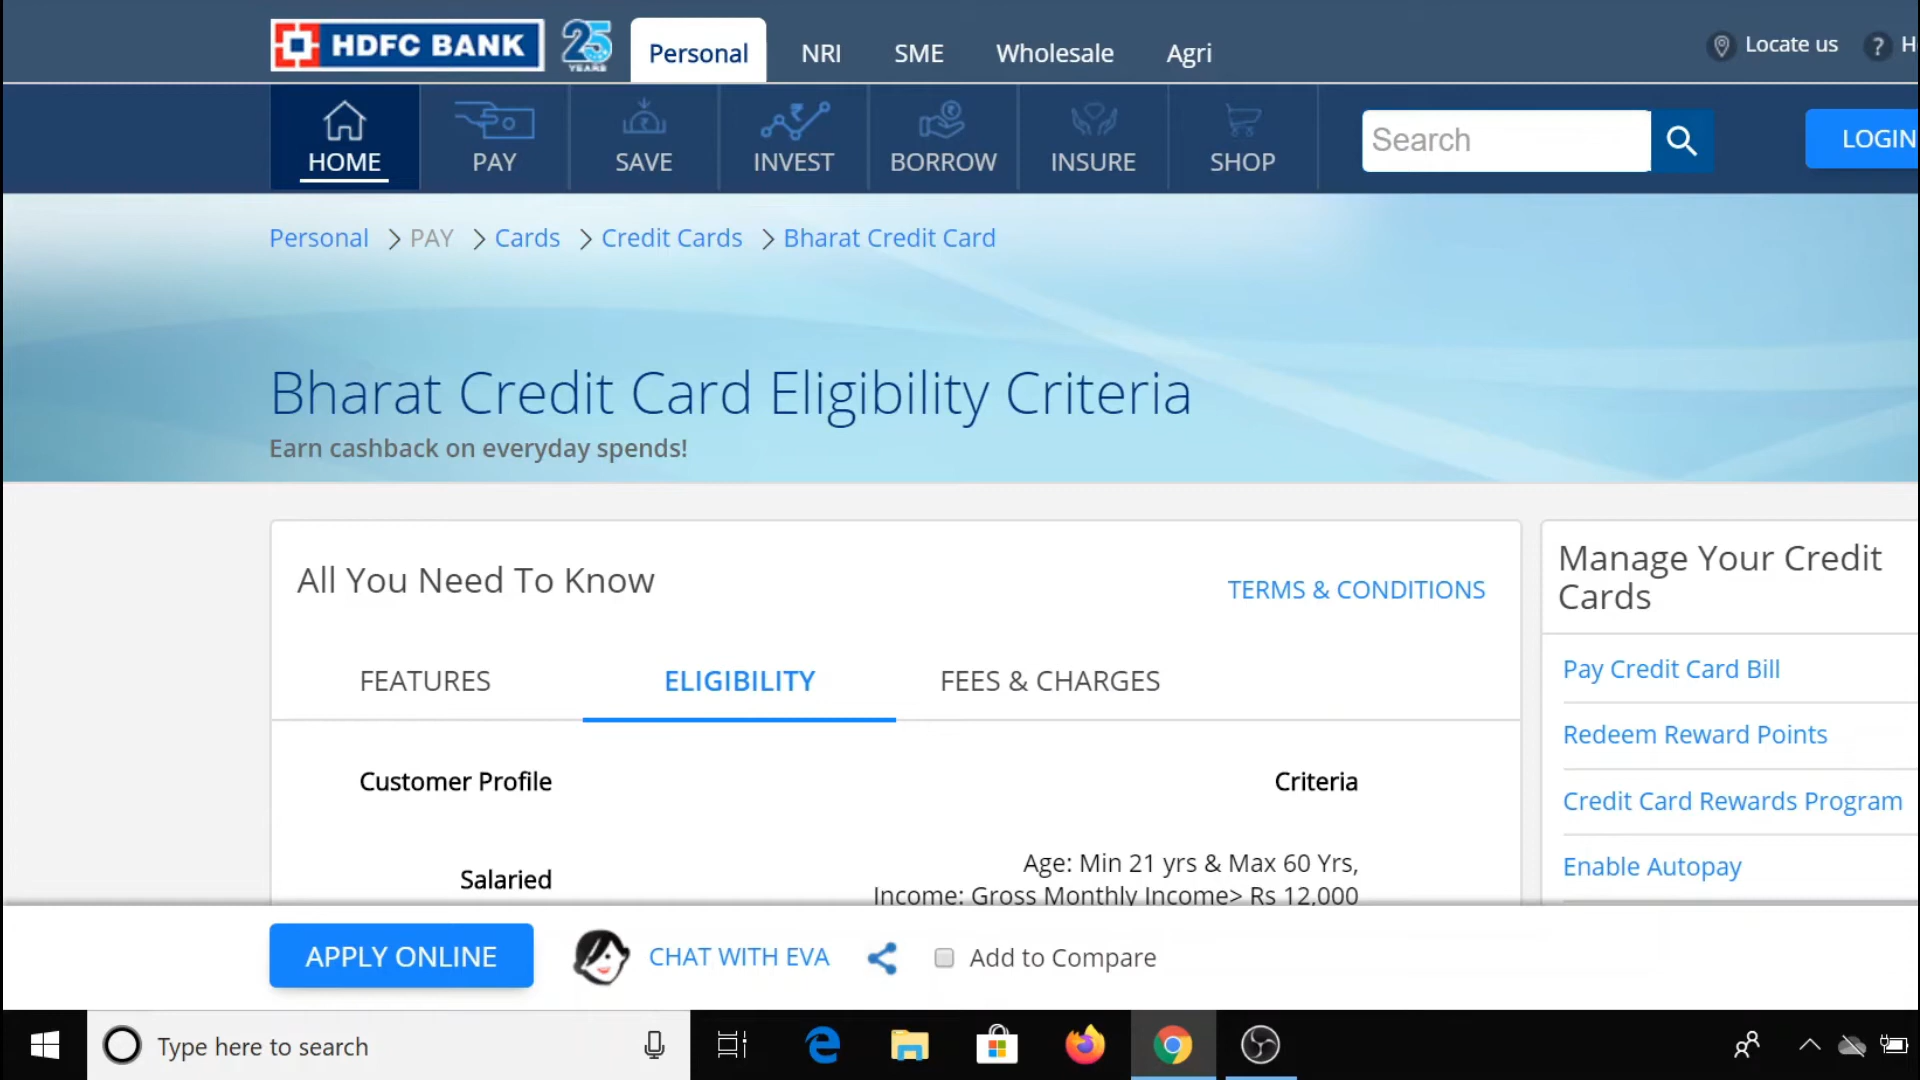 HDFC BANK 25 YEARS Personal NRI SME Wholesale Agri Locate us ? H
HOME PAY SAVE INVEST BORROW INSURE SHOP Search LOGIN
Personal > PAY > Cards > Credit Cards > Bharat Credit Card
Bharat Credit Card Eligibility Criteria
Earn cashback on everyday spends!
All You Need To Know
TERMS & CONDITIONS
FEATURES ELIGIBILITY FEES & CHARGES
Customer Profile Criteria
Salaried
Age: Min 21 yrs & Max 60 Yrs,
Income: Gross Monthly Income> Rs 12,000
Manage Your Credit
Cards
Pay Credit Card Bill
Redeem Reward Points
Credit Card Rewards Program
Enable Autopay
APPLY ONLINE CHAT WITH EVA Add to Compare
Type here to search